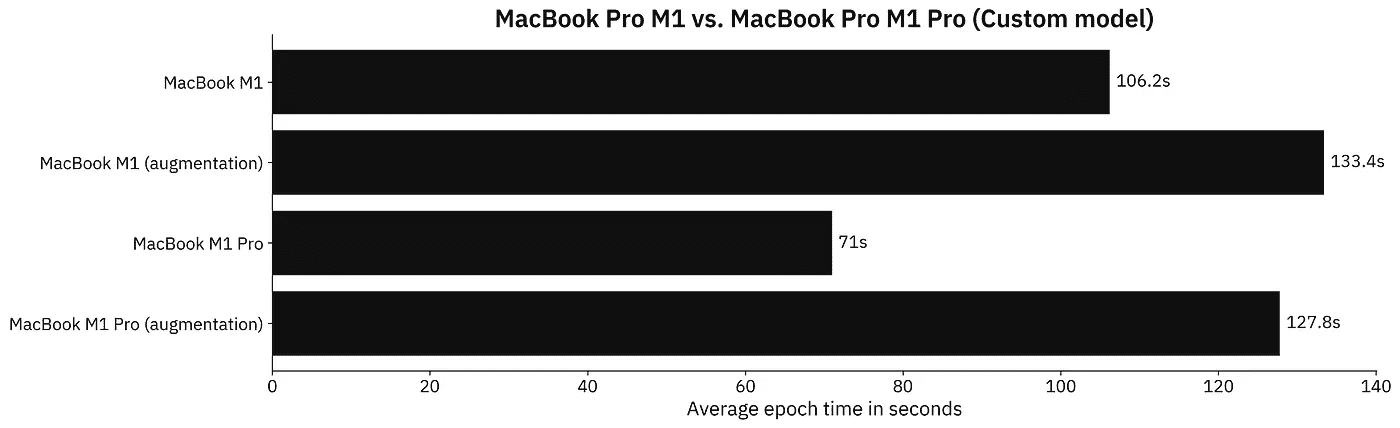 MacBook Pro M1 vs. MacBook Pro M1 Pro (Custom model)
MacBook M1
106.2s
MacBook M1 (augmentation)
133.4s
MacBook M1 Pro
71s
MacBook M1 Pro (augmentation)
127.8s
0 20 40 60 80 100 120 140
Average epoch time in seconds